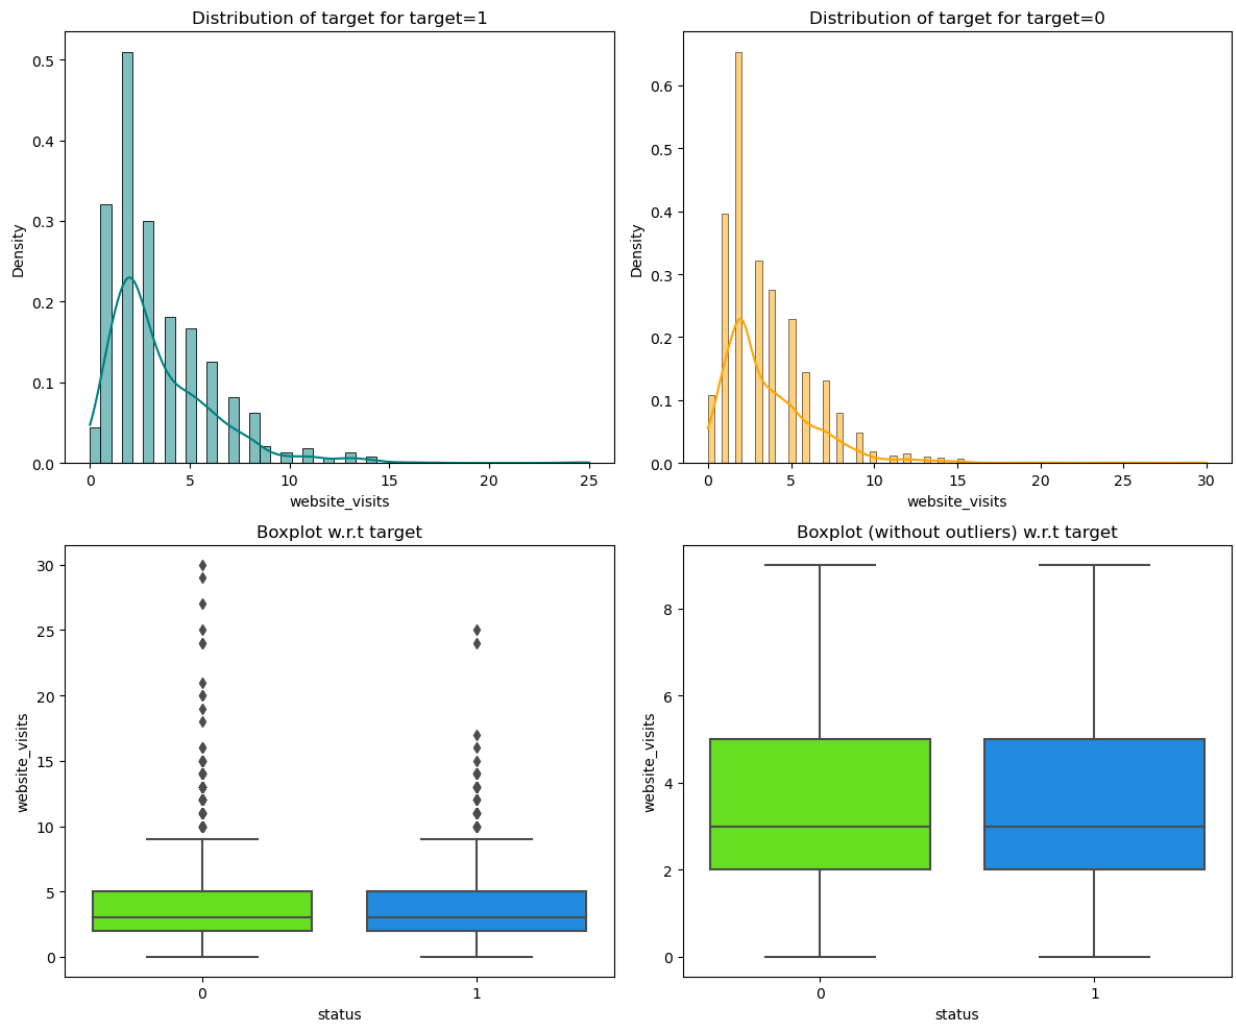 Distribution of target for target=1
0.5
0.4
0.3
0.2
0.1
0.0
Density
0 5 10 15 20 25
website_visits
Distribution of target for target=0
0.6
0.5
0.4
0.3
0.2
0.1
0.0
Density
0 5 10 15 20 25 30
website_visits
Boxplot w.r.t target
30
25
20
15
10
5
0
website_visits
0 1
status
Boxplot (without outliers) w.r.t target
8
6
4
2
0
website_visits
0 1
status